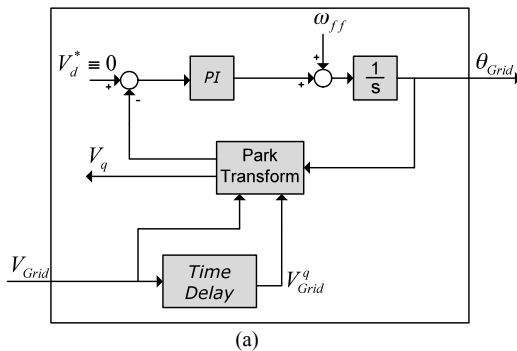 ω_ff
V_d^* ≡ 0
+
-
PI
+
+
1/s
θ_Grid
V_q
Park
Transform
V_Grid
Time
Delay
V_Grid^q
(a)